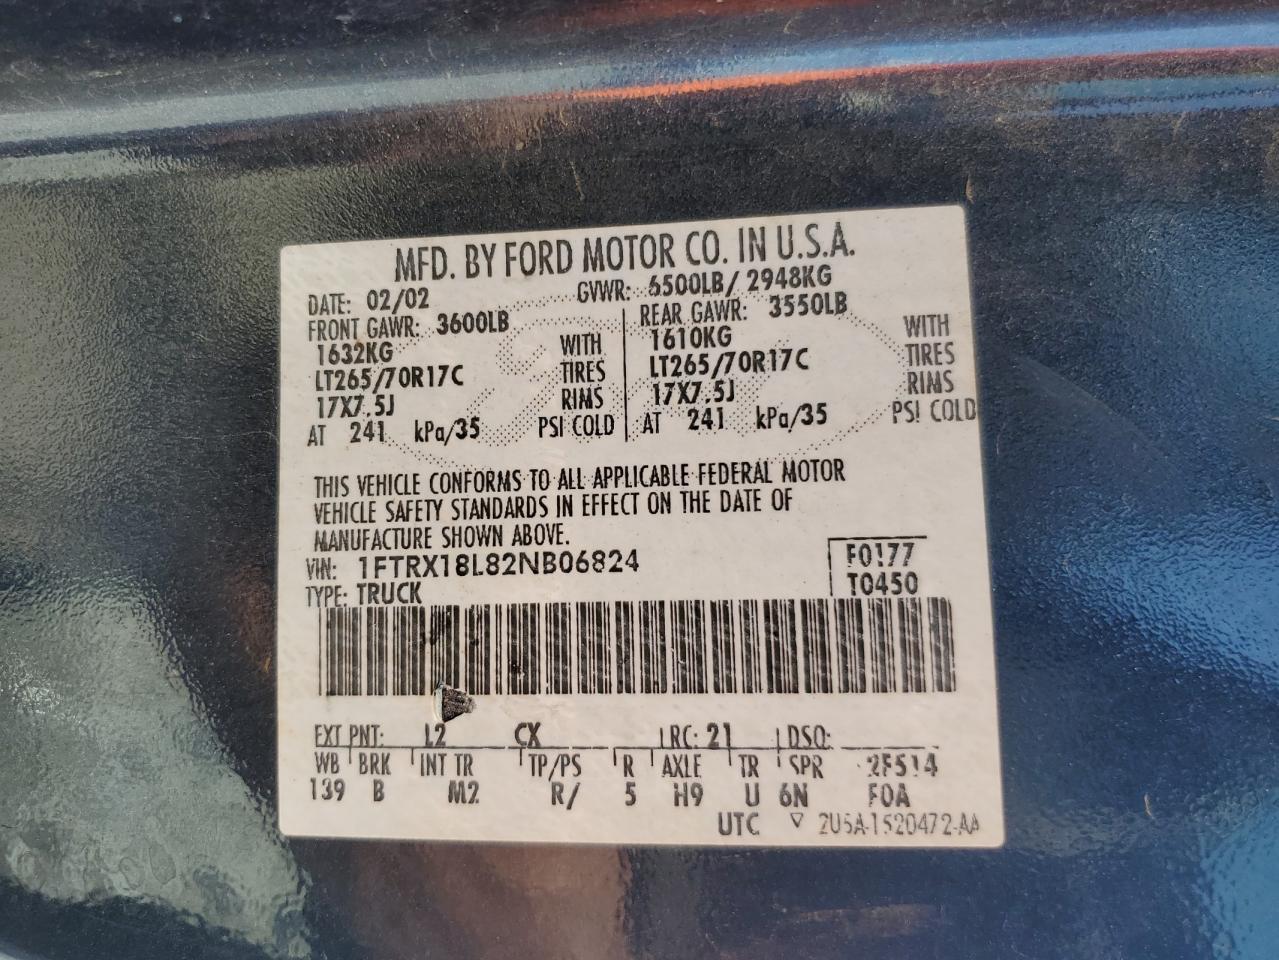 MFD. BY FORD MOTOR CO. IN U.S.A.
DATE: 02/02 GVWR: 6500LB/ 2948KG
FRONT GAWR: 3600LB REAR GAWR: 3550LB
1632KG WITH 1610KG WITH
LT265/70R17C TIRES LT265/70R17C TIRES
17X7.5J RIMS 17X7.5J RIMS
AT 241 kPa/35 PSI COLD AT 241 kPa/35 PSI COLD
THIS VEHICLE CONFORMS TO ALL APPLICABLE FEDERAL MOTOR
VEHICLE SAFETY STANDARDS IN EFFECT ON THE DATE OF
MANUFACTURE SHOWN ABOVE.
VIN: 1FTRX18L82NB06824 F0177
TYPE: TRUCK T0450
EXT PNT: L2 CX RC: 21 DSO:
WB BRK INT TR TP/PS R AXLE TR SPR 2F514
139 B M2 R/ 5 H9 U 6N F0A
UTC ▽ 2U5A-1520472-AA